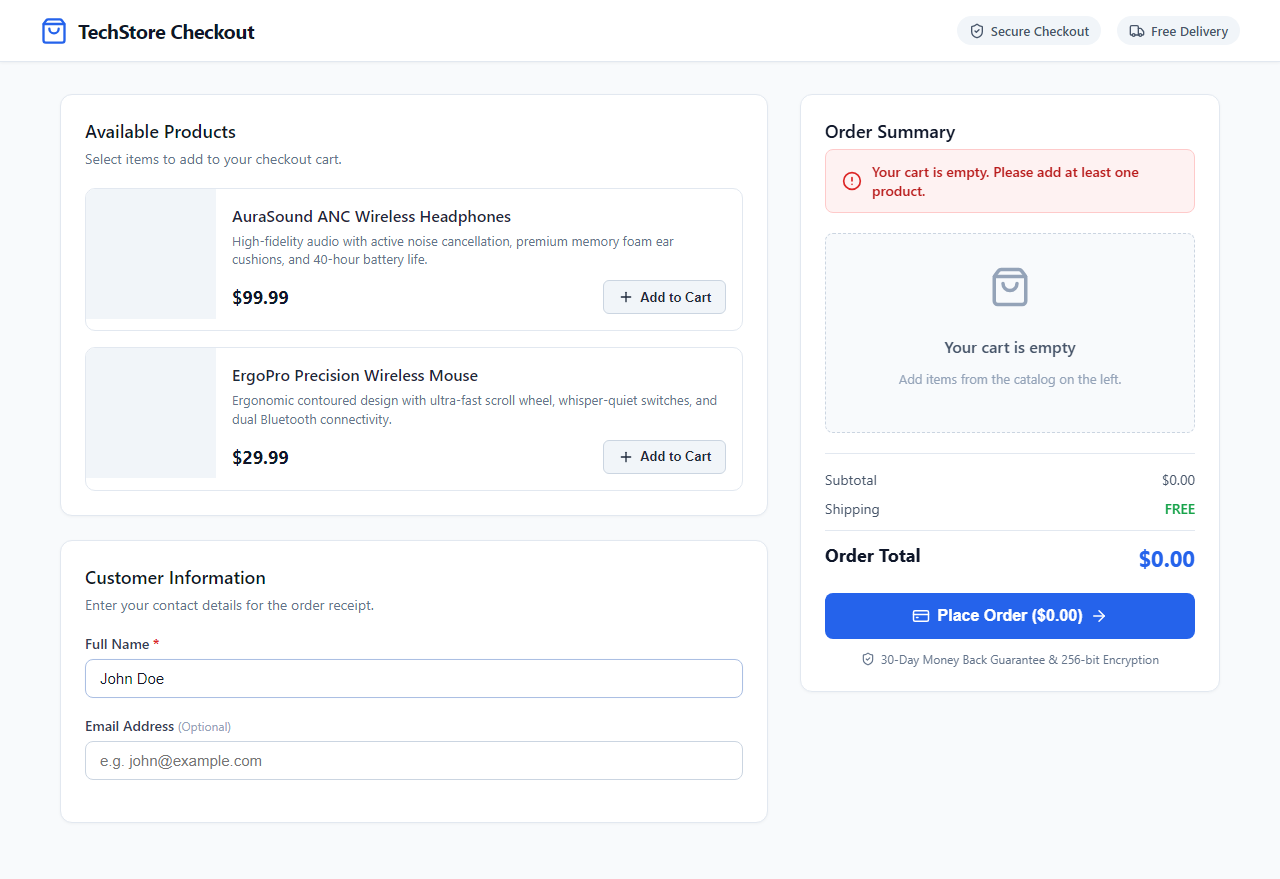 TechStore Checkout
Secure Checkout
Free Delivery
Available Products
Select items to add to your checkout cart.
AuraSound ANC Wireless Headphones
High-fidelity audio with active noise cancellation, premium memory foam ear
cushions, and 40-hour battery life.
$99.99
Add to Cart
ErgoPro Precision Wireless Mouse
Ergonomic contoured design with ultra-fast scroll wheel, whisper-quiet switches, and
dual Bluetooth connectivity.
$29.99
Add to Cart
Customer Information
Enter your contact details for the order receipt.
Full Name *
John Doe
Email Address (Optional)
e.g. john@example.com
Order Summary
Your cart is empty. Please add at least one
product.
Your cart is empty
Add items from the catalog on the left.
Subtotal $0.00
Shipping FREE
Order Total $0.00
Place Order ($0.00)
30-Day Money Back Guarantee & 256-bit Encryption